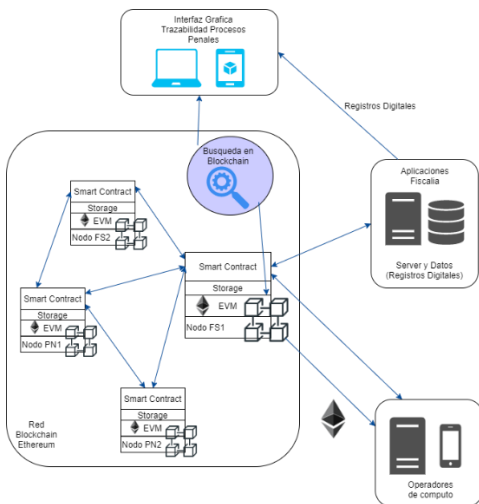 Interfaz Grafica
Trazabilidad Procesos
Penales
Registros Digitales
Busqueda en
Blockchain
Aplicaciones
Fiscalia
Server y Datos
(Registros Digitales)
Smart Contract
Storage
EVM
Nodo FS2
Smart Contract
Storage
EVM
Nodo FS1
Smart Contract
Storage
EVM
Nodo PN1
Smart Contract
Storage
EVM
Nodo PN2
Red
Blockchain
Ethereum
Operadores
de computo